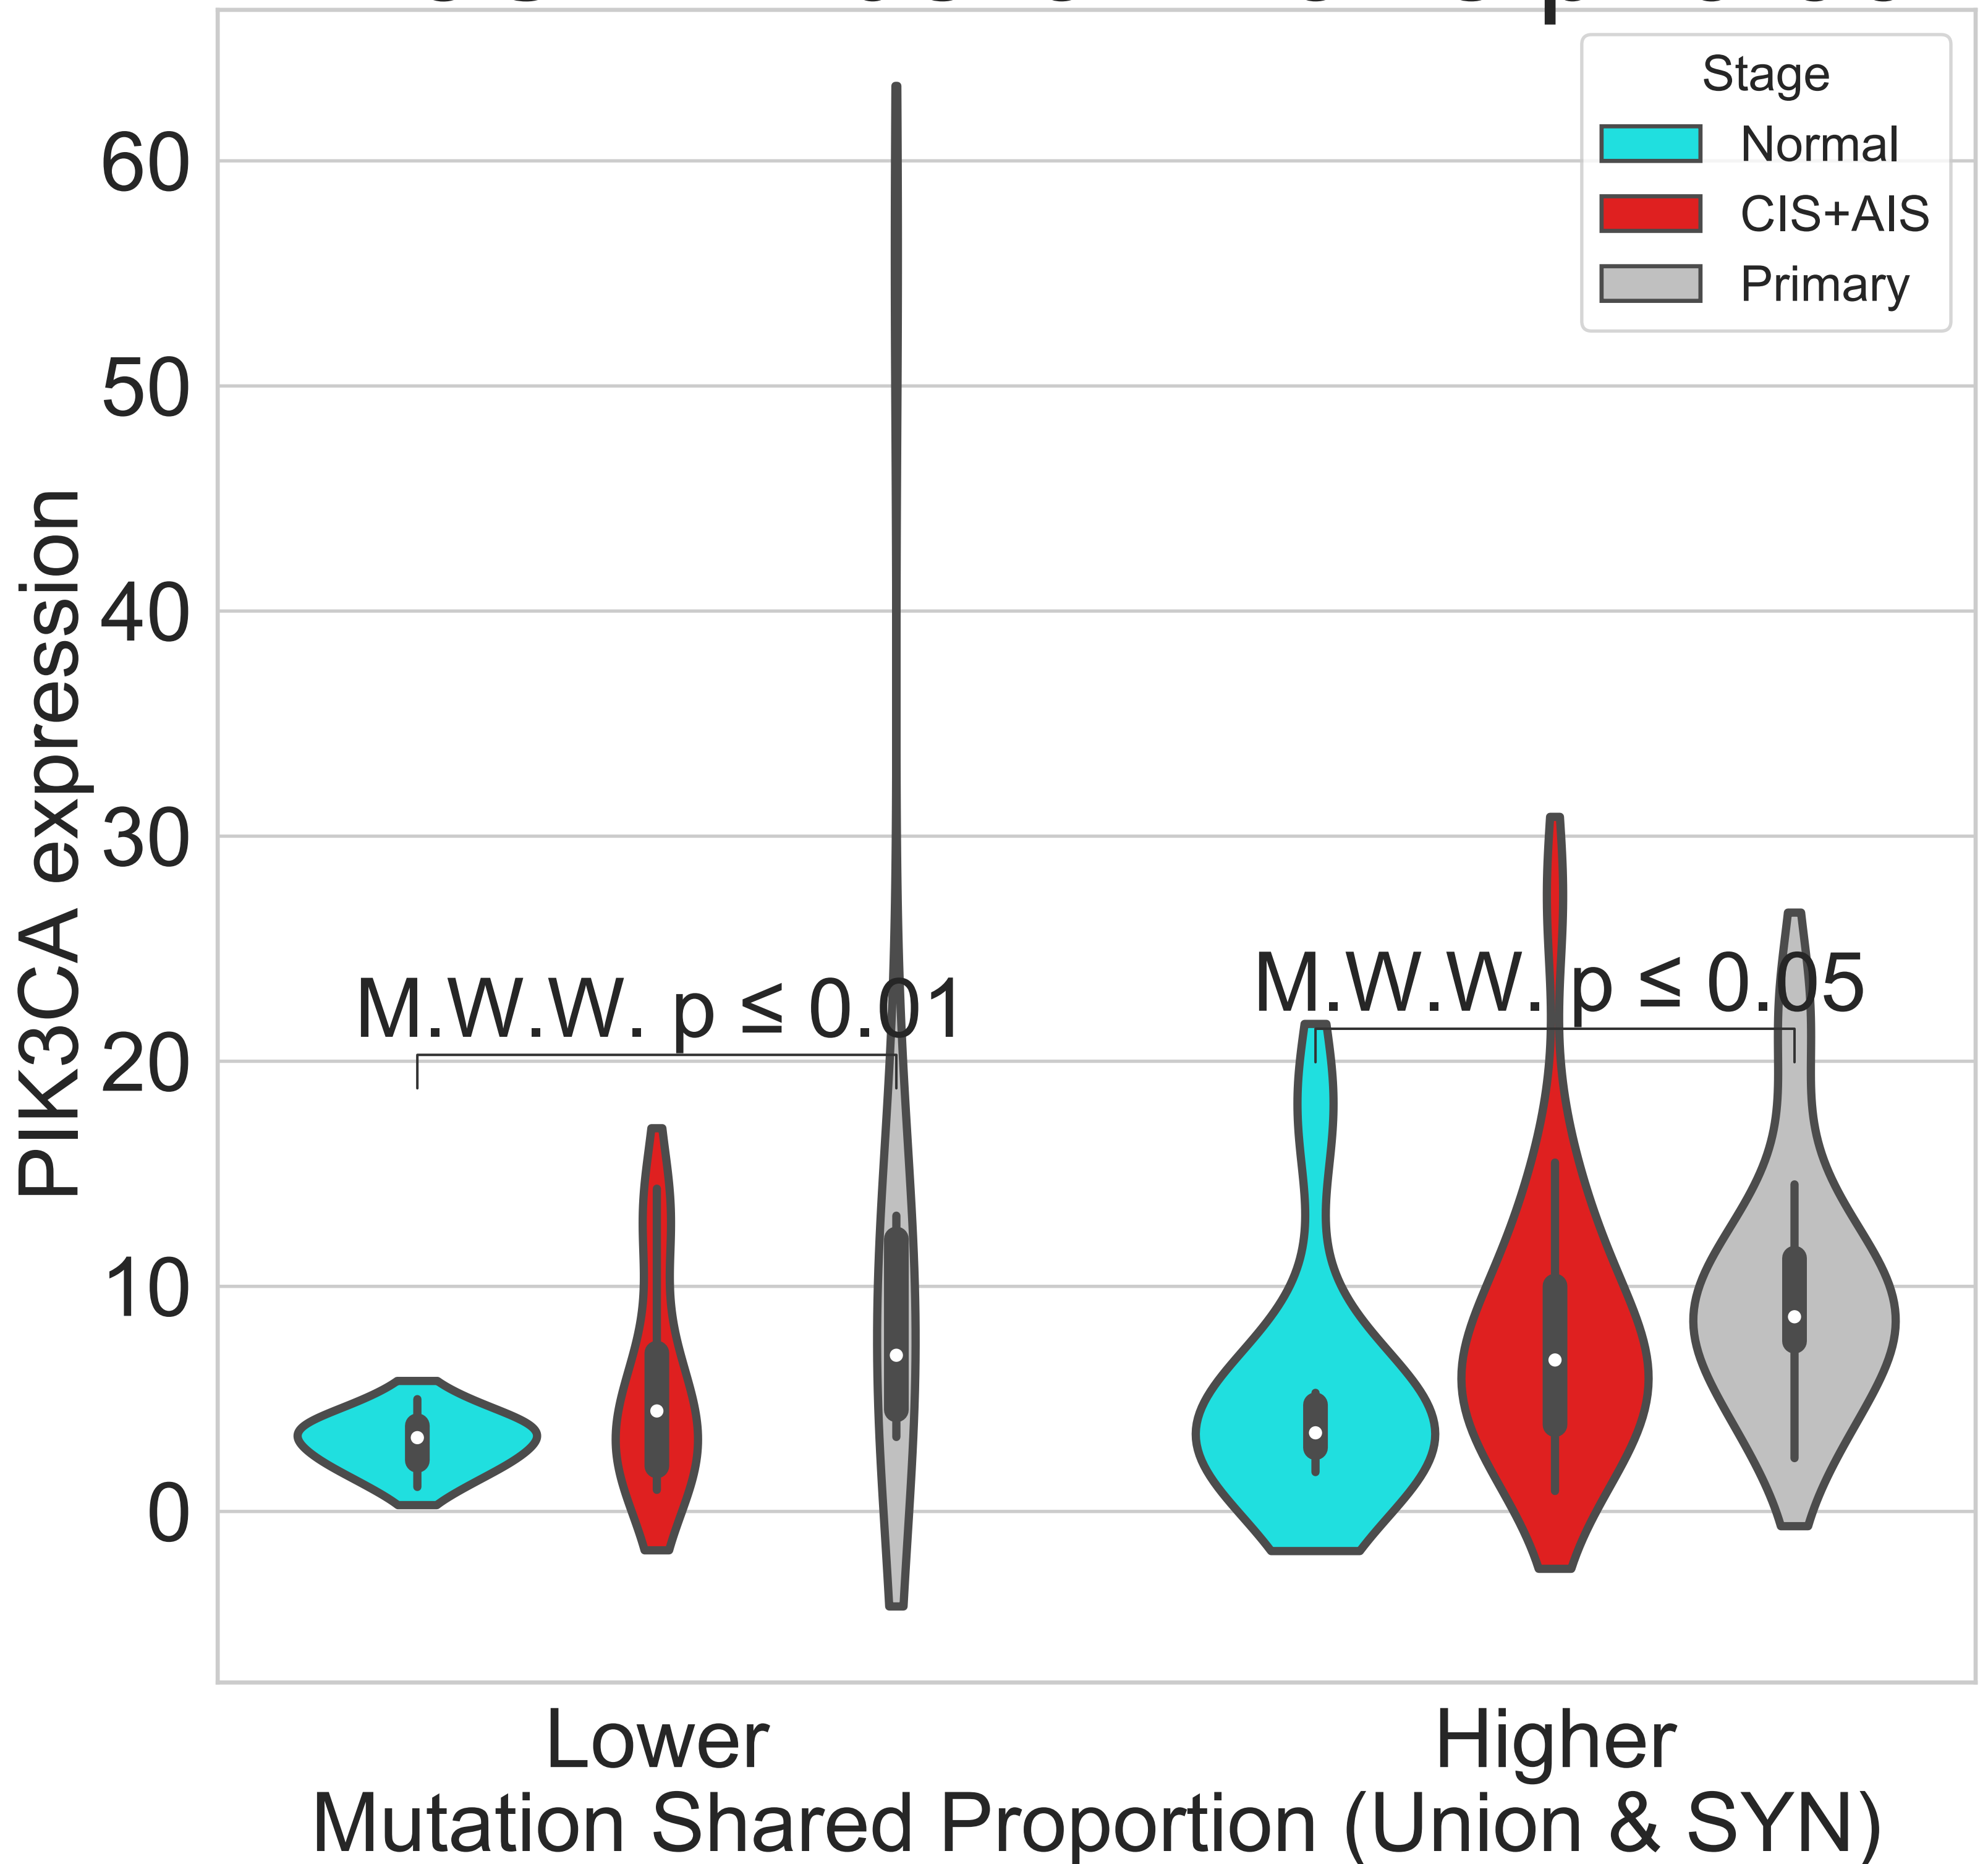 Stage
Normal
CIS+AIS
Primary
60
50
40
30
20
10
0
PIK3CA expression
M.W.W. p ≤ 0.01
M.W.W. p ≤ 0.05
Lower
Higher
Mutation Shared Proportion (Union & SYN)